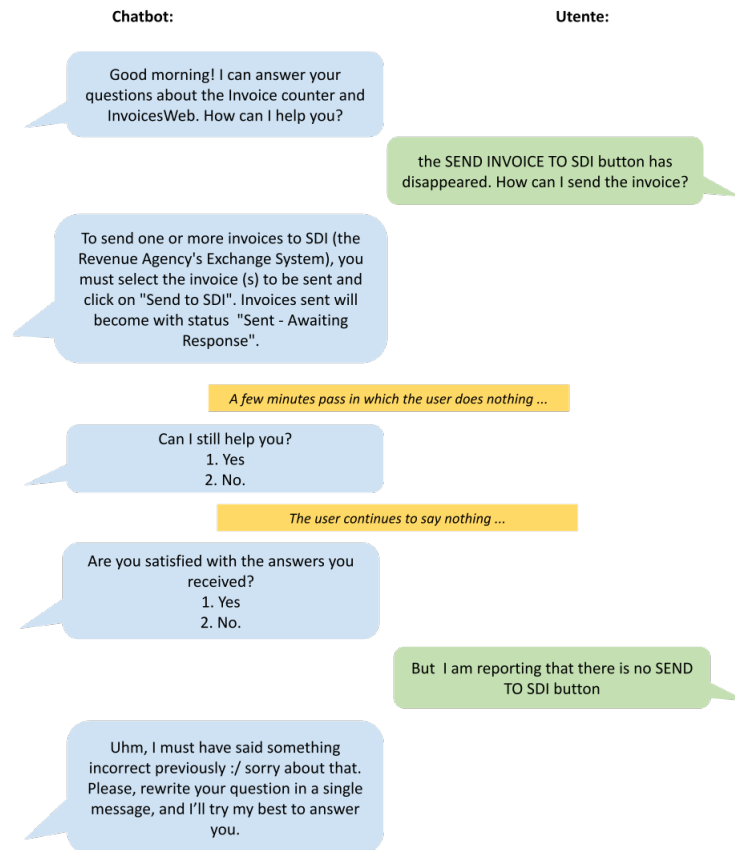 Chatbot:
Utente:
Good morning! I can answer your
questions about the Invoice counter and
InvoicesWeb. How can I help you?
the SEND INVOICE TO SDI button has
disappeared. How can I send the invoice?
To send one or more invoices to SDI (the
Revenue Agency's Exchange System), you
must select the invoice (s) to be sent and
click on "Send to SDI". Invoices sent will
become with status "Sent - Awaiting
Response".
A few minutes pass in which the user does nothing ...
Can I still help you?
1. Yes
2. No.
The user continues to say nothing ...
Are you satisfied with the answers you
received?
1. Yes
2. No.
But I am reporting that there is no SEND
TO SDI button
Uhm, I must have said something
incorrect previously :/ sorry about that.
Please, rewrite your question in a single
message, and I’ll try my best to answer
you.